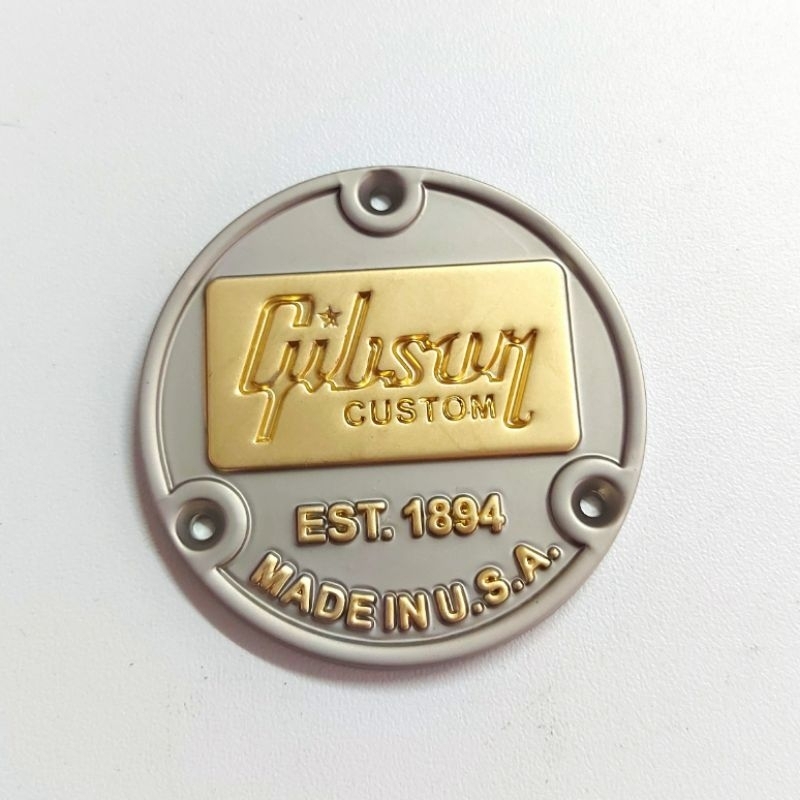 Gibson
CUSTOM
EST. 1894
MADE IN U.S.A.